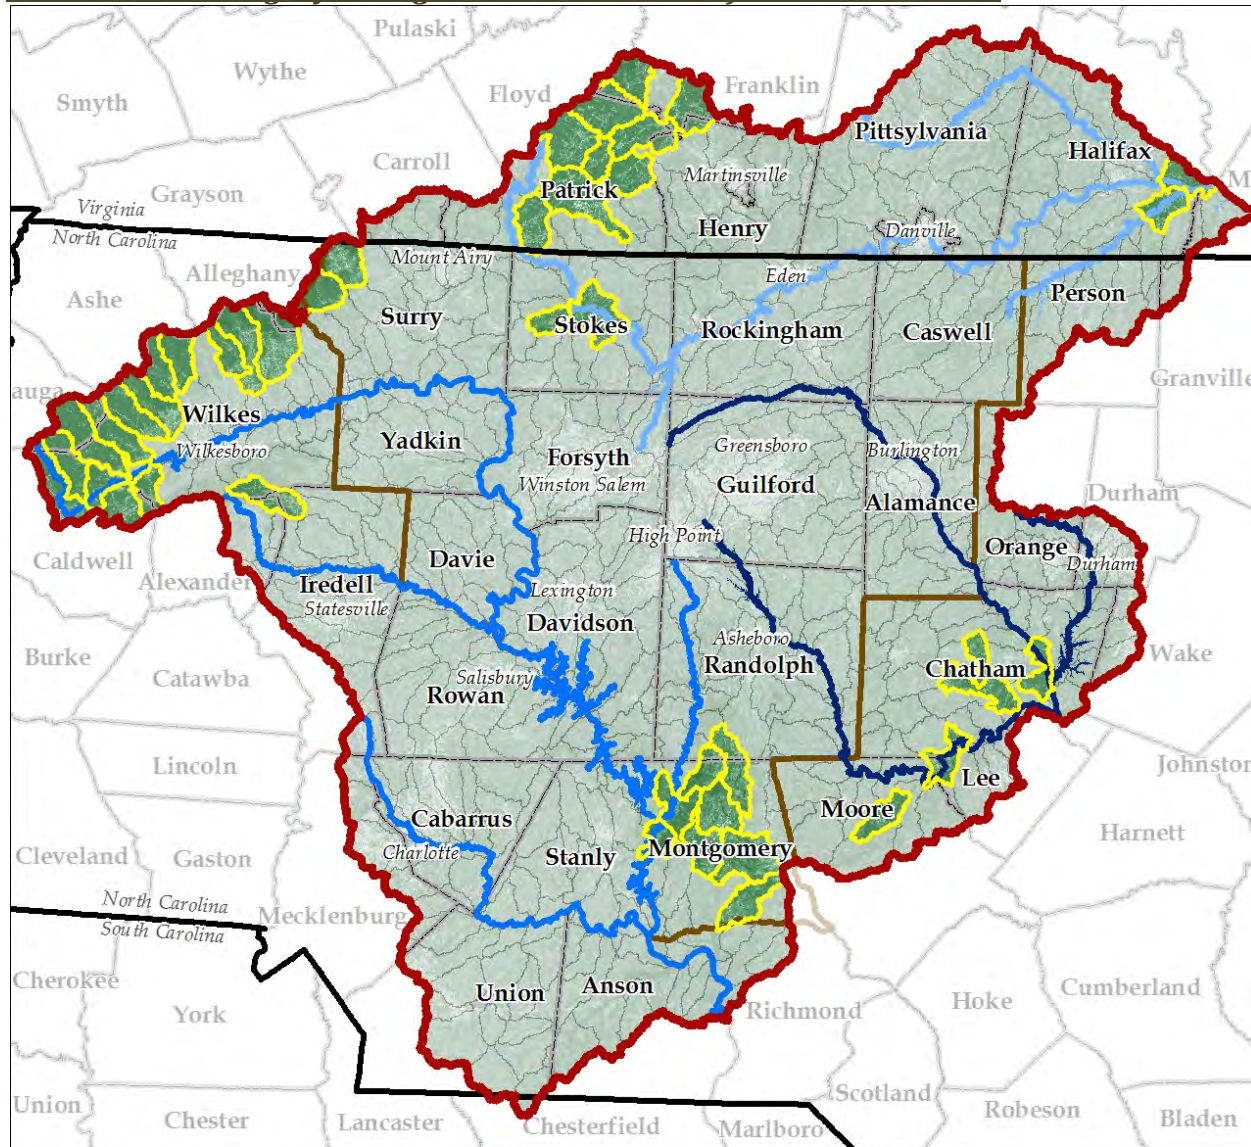 Pulaski
Wythe
Smyth
Floyd
Franklin
Pittsylvania
Halifax
Carroll
Grayson
Martinsville
Patrick
M
Virginia
North Carolina
Henry
Danville
Mount Airy
Alleghany
Eden
Ashe
Person
Surry
Stokes
Rockingham
Caswell
Granville
auga
Wilkes
Yadkin
Wilkesboro
Greensboro
Burlington
Forsyth
Winston Salem
Guilford
Durham
Alamance
High Point
Orange
Caldwell
Alexander
Davie
Durham
Iredell
Statesville
Lexington
Davidson
Asheboro
Randolph
Burke
Wake
Catawba
Salisbury
Rowan
Chatham
Lincoln
Johnston
Lee
Moore
Cabarrus
Charlotte
Harnett
Cleveland
Gaston
Stanly
Montgomery
North Carolina
South Carolina
Mecklenburg
Cherokee
York
Union
Anson
Richmond
Hoke
Cumberland
Scotland
Union
Chester
Lancaster
Chesterfield
Marlboro
Robeson
Bladen